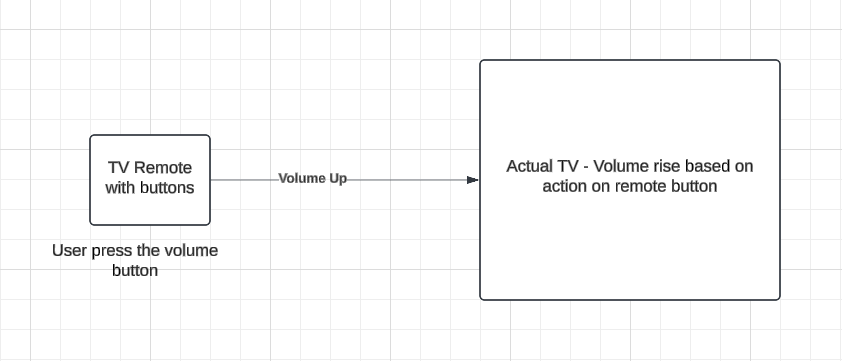 TV Remote
with buttons
Volume Up
Actual TV - Volume rise based on
action on remote button
User press the volume
button